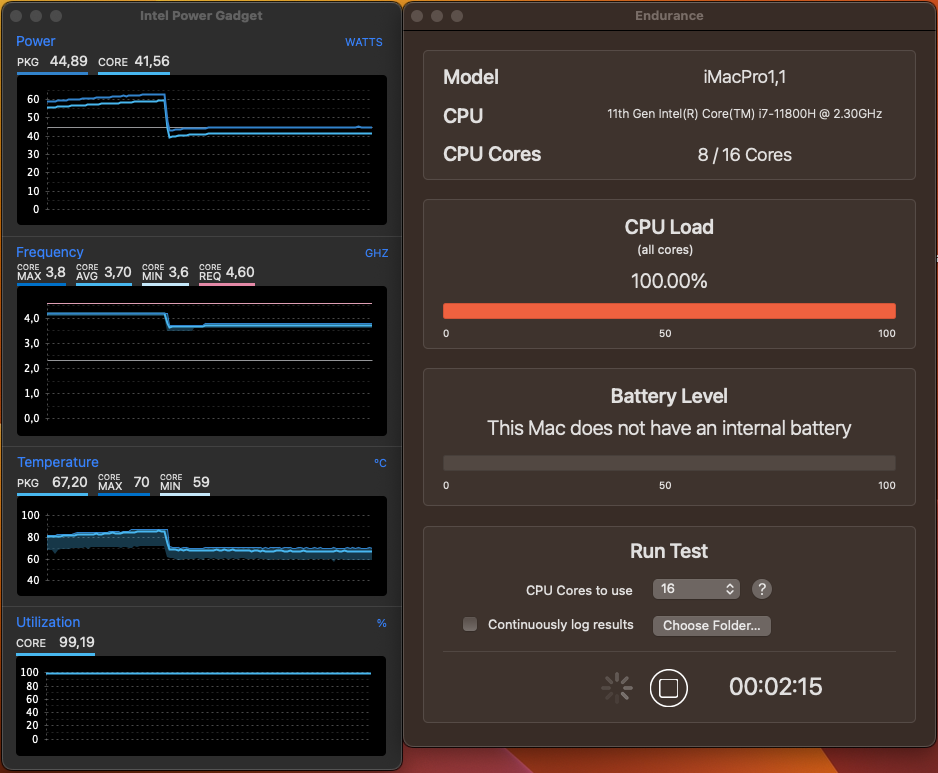 Intel Power Gadget
Power WATTS
PKG 44,89 CORE 41,56
60
50
40
30
20
10
0
Frequency GHZ
CORE MAX 3,8 CORE AVG 3,70 CORE MIN 3,6 CORE REQ 4,60
4,0
3,0
2,0
1,0
0,0
Temperature °C
PKG 67,20 CORE MAX 70 CORE MIN 59
100
80
60
40
Utilization %
CORE 99,19
100
80
60
40
20
0
Endurance
Model iMacPro1,1
CPU 11th Gen Intel(R) Core(TM) i7-11800H @ 2.30GHz
CPU Cores 8 / 16 Cores
CPU Load
(all cores)
100.00%
0 50 100
Battery Level
This Mac does not have an internal battery
0 50 100
Run Test
CPU Cores to use 16 ?
Continuously log results Choose Folder...
00:02:15